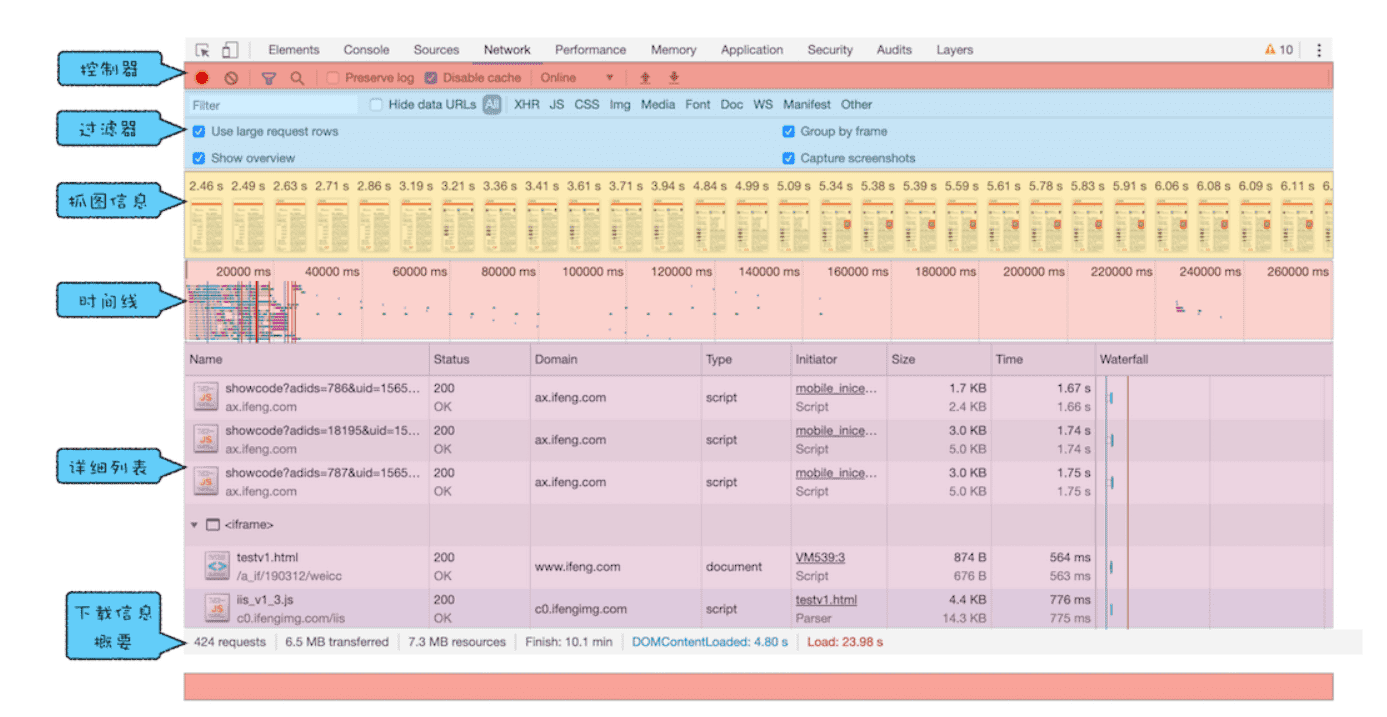 Elements Console Sources Network Performance Memory Application Security Audits Layers 10
控制器
Preserve log Disable cache Online
Filter Hide data URLs All XHR JS CSS Img Media Font Doc WS Manifest Other
过滤器
Use large request rows Group by frame
Show overview Capture screenshots
抓图信息
2.46 s 2.49 s 2.63 s 2.71 s 2.86 s 3.19 s 3.21 s 3.36 s 3.41 s 3.61 s 3.71 s 3.94 s 4.84 s 4.99 s 5.09 s 5.34 s 5.38 s 5.39 s 5.59 s 5.61 s 5.78 s 5.83 s 5.91 s 6.06 s 6.08 s 6.09 s 6.11 s 6.
时间线
20000 ms 40000 ms 60000 ms 80000 ms 100000 ms 120000 ms 140000 ms 160000 ms 180000 ms 200000 ms 220000 ms 240000 ms 260000 ms
Name Status Domain Type Initiator Size Time Waterfall
showcode?adids=786&uid=1565... 200 ax.ifeng.com script mobile_inice... 1.7 KB 1.67 s
JS ax.ifeng.com OK Script 2.4 KB 1.66 s
showcode?adids=18195&uid=15... 200 ax.ifeng.com script mobile_inice... 3.0 KB 1.74 s
JS ax.ifeng.com OK Script 5.0 KB 1.74 s
详细列表
showcode?adids=787&uid=1565... 200 ax.ifeng.com script mobile_inice... 3.0 KB 1.75 s
JS ax.ifeng.com OK Script 5.0 KB 1.75 s
<iframe>
testv1.html 200 www.ifeng.com document VM539:3 874 B 564 ms
/a_if/190312/weicc OK Script 676 B 563 ms
iis_v1_3.js 200 c0.ifengimg.com script testv1.html 4.4 KB 776 ms
JS c0.ifengimg.com/iis OK Parser 14.3 KB 775 ms
下载信息
概要
424 requests 6.5 MB transferred 7.3 MB resources Finish: 10.1 min DOMContentLoaded: 4.80 s Load: 23.98 s